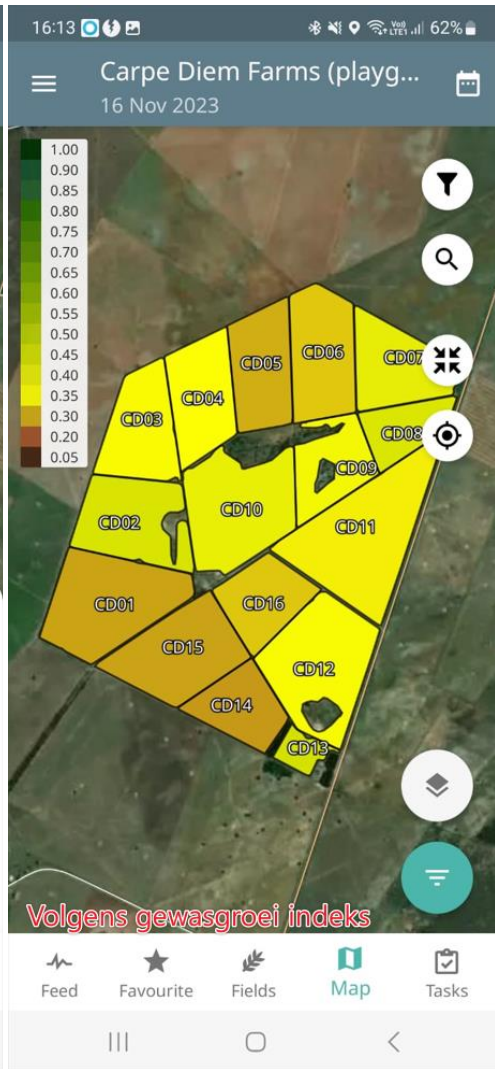 16:13 62%
Carpe Diem Farms (playg...
16 Nov 2023
1.00
0.90
0.85
0.80
0.75
0.70
0.65
0.60
0.55
0.50
0.45
0.40
0.35
0.30
0.20
0.05
CD05
CD06
CD07
CD04
CD03
CD08
CD09
CD10
CD02
CD11
CD01
CD16
CD15
CD12
CD14
CD13
Volgens gewasgroei indeks
Feed Favourite Fields Map Tasks